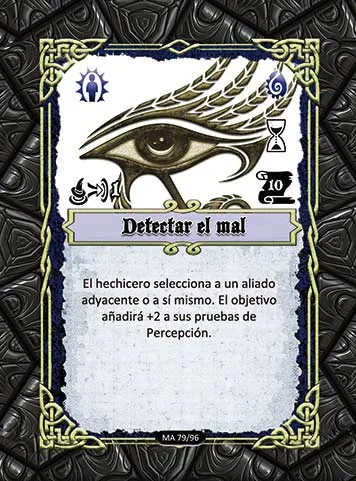 10
Detectar el mal
El hechicero selecciona a un aliado
adyacente o a sí mismo. El objetivo
añadirá +2 a sus pruebas de
Percepción.
MA 79/96